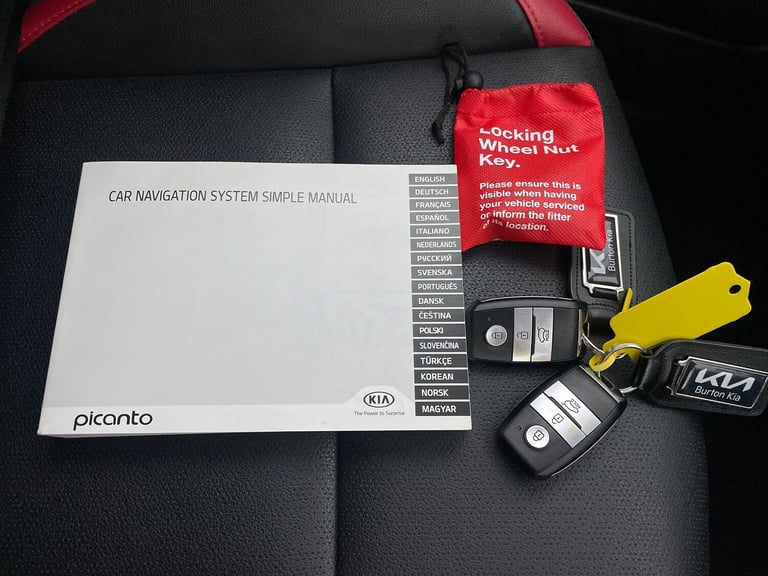 CAR NAVIGATION SYSTEM SIMPLE MANUAL
ENGLISH
DEUTSCH
FRANÇAIS
ESPAÑOL
ITALIANO
NEDERLANDS
РУССКИЙ
SVENSKA
PORTUGUÊS
DANSK
ČEŠTINA
POLSKI
SLOVENČINA
TÜRKÇE
KOREAN
NORSK
MAGYAR
picanto
KIA
The Power to Surprise
Locking
Wheel Nut
Key.
Please ensure this is
visible when having
your vehicle serviced
or inform the fitter
of its location.
KIA
Burton Kia
KIA
Burton Kia